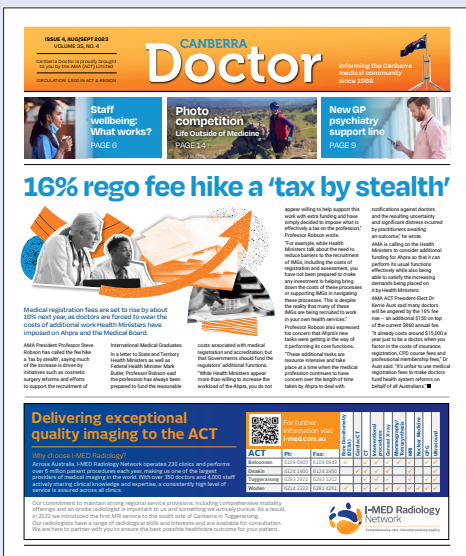 ISSUE 4, AUG/SEPT 2023
VOLUME 35, NO.4
Canberra Doctor is proudly brought
to you by the AMA (ACT) Limited
CIRCULATION: 1,900 IN ACT & REGION
CANBERRA
Doctor
Informing the Canberra
medical community
since 1988
Staff
wellbeing:
What works?
PAGE 6
Photo
competition
Life Outside of Medicine
PAGE 14
New GP
psychiatry
support line
PAGE 9
16% rego fee hike a ‘tax by stealth’
Medical registration fees are set to rise by about
16% next year, as doctors are forced to wear the
costs of additional work Health Ministers have
imposed on Ahpra and the Medical Board.
AMA President Professor Steve
Robson has called the fee hike
a ‘tax by stealth’, saying much
of the increase is driven by
initiatives such as cosmetic
surgery reforms and efforts
to support the recruitment of
International Medical Graduates.
In a letter to State and Territory
Health Ministers as well as
Federal Health Minister Mark
Butler, Professor Robson said
the profession has always been
prepared to fund the reasonable
costs associated with medical
registration and accreditation, but
that Governments should fund the
regulators’ additional functions.
“While Health Ministers appear
more than willing to increase the
workload of the Ahpra, you do not
appear willing to help support this
work with extra funding and have
simply decided to impose what is
effectively a tax on the profession,”
Professor Robson wrote.
“For example, while Health
Ministers talk about the need to
reduce barriers to the recruitment
of IMGs, including the costs of
registration and assessment, you
have not been prepared to make
any investment in helping bring
down the costs of these processes
or supporting IMGs in navigating
these processes. This is despite
the reality that many of these
IMGs are being recruited to work
in your own health services.”
Professor Robson also expressed
his concern that Ahpra’s new
tasks were getting in the way of
it performing its core functions.
“These additional tasks are
resource intensive and take
place at a time when the medical
profession continues to have
concern over the length of time
taken by Ahpra to deal with
notifications against doctors
and the resulting uncertainty
and significant distress incurred
by practitioners awaiting
an outcome,” he wrote.
AMA is calling on the Health
Ministers to consider additional
funding for Ahpra so that it can
perform its usual functions
effectively while also being
able to satisfy the increasing
demands being placed on
it by Health Ministers.
AMA ACT President-Elect Dr
Kerrie Aust said many doctors
will be angered by the 16% fee
rise – an additional $130 on top
of the current $860 annual fee
“It already costs around $15,000 a
year just to be a doctor, when you
factor in the costs of insurance,
registration, CPD course fees and
professional membership fees,” Dr
Aust said. “It’s unfair to use medical
registration fees to make doctors
fund health system reforms on
behalf of all Australians.”
Delivering exceptional
quality imaging to the ACT
Why choose I-MED Radiology?
Across Australia, I-MED Radiology Network operates 230 clinics and performs
over 6 million patient procedures each year, making us one of the largest
providers of medical imaging in the world. With over 350 doctors and 4,000 staff
actively sharing clinical knowledge and expertise, a consistently high level of
service is assured across all clinics.
For further
information visit
i-med.com.au
ACT Ph: Fax:
Bone Densitometry
(DEXA)
Cardiac CT
CT
Interventional
procedures
General X-ray
Mammography/
Tomosynthesis
MRI
Nuclear Medicine
OPG
Ultrasound
Belconnen
Deakin
Tuggeranong
Woden
Our commitment to maintain strong regional service provisions, including comprehensive modality
offerings and an onsite radiologist is important to us and something we actively pursue. As a result,
in 2022 we introduced the first MRI service to the south side of Canberra in Tuggeranong.
Our radiologists have a range of radiological skills and interests and are available for consultation.
We are here to partner with you to ensure the best possible healthcare outcome for your patient.
I-MED Radiology
Network
Comprehensive care. Uncompromising quality.